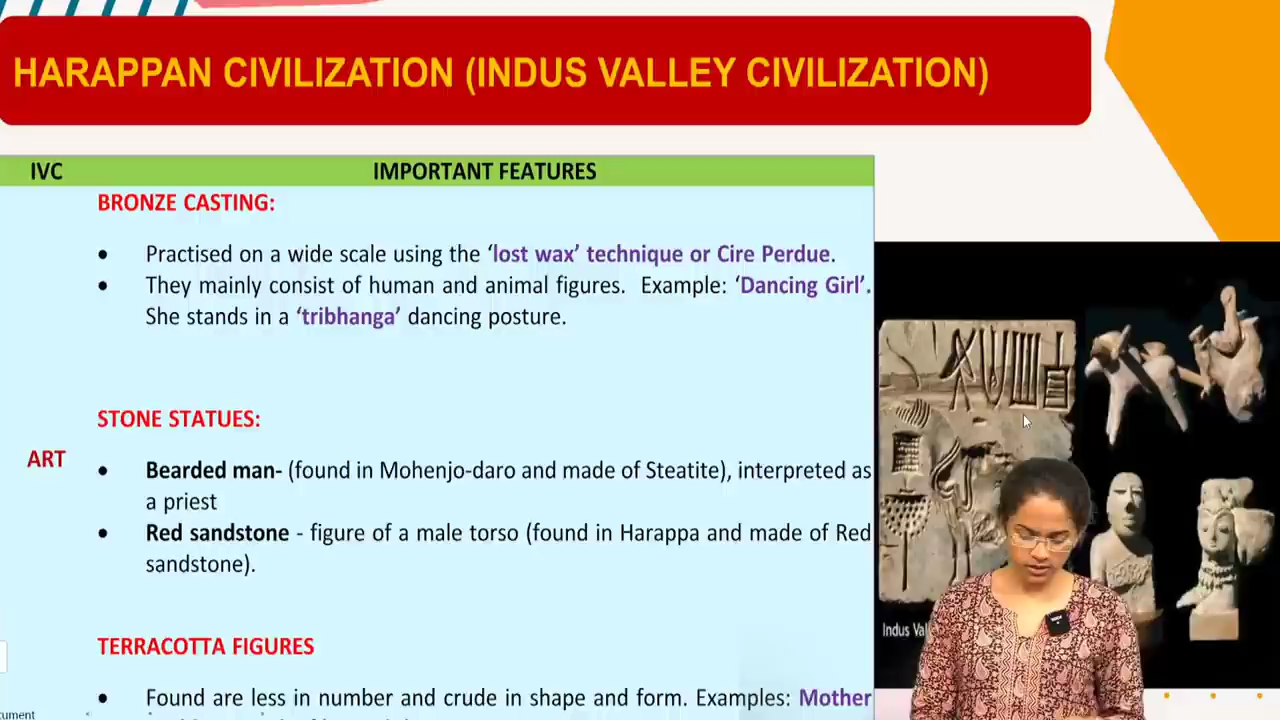 HARAPPAN CIVILIZATION (INDUS VALLEY CIVILIZATION)
IVC IMPORTANT FEATURES
BRONZE CASTING:
• Practised on a wide scale using the ‘lost wax’ technique or Cire Perdue.
• They mainly consist of human and animal figures. Example: ‘Dancing Girl’.
She stands in a ‘tribhanga’ dancing posture.
STONE STATUES:
ART
• Bearded man- (found in Mohenjo-daro and made of Steatite), interpreted as
a priest
• Red sandstone - figure of a male torso (found in Harappa and made of Red
sandstone).
TERRACOTTA FIGURES
• Found are less in number and crude in shape and form. Examples: Mother
Indus